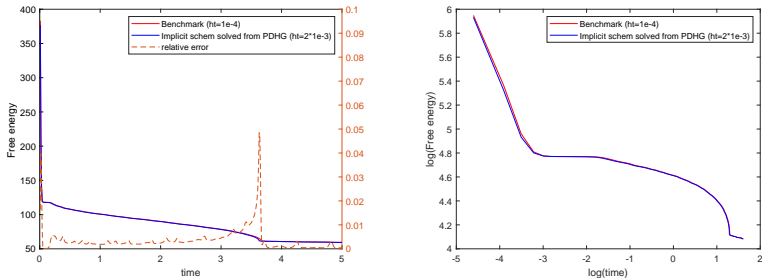 Benchmark (ht=1e-4)
Implicit schem solved from PDHG (ht=2*1e-3)
relative error
Free energy
400
350
300
250
200
150
100
50
0.1
0.09
0.08
0.07
0.06
0.05
0.04
0.03
0.02
0.01
0
0 1 2 3 4 5
time
Benchmark (ht=1e-4)
Implicit schem solved from PDHG (ht=2*1e-3)
log(Free energy)
6
5.8
5.6
5.4
5.2
5
4.8
4.6
4.4
4.2
4
-5 -4 -3 -2 -1 0 1 2
log(time)